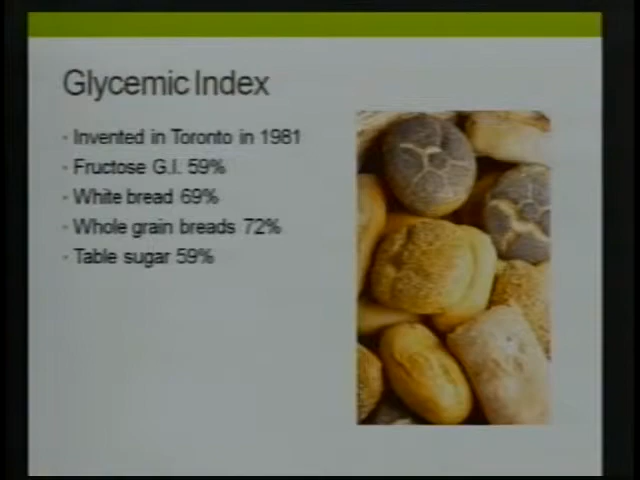 Glycemic Index
- Invented in Toronto in 1981
- Fructose G.I. 59%
- White bread 69%
- Whole grain breads 72%
- Table sugar 59%